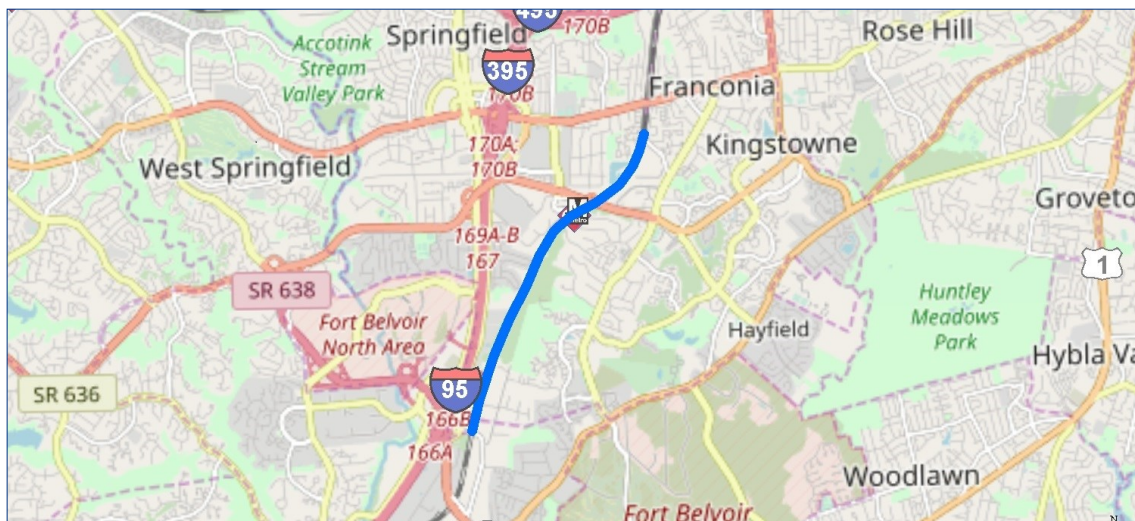 495
170B
Rose Hill
Springfield
Accotink
Stream
Valley Park
395
170B
Franconia
170A;
170B
Kingstowne
West Springfield
Groveto
M
metro
169A-B
167
1
SR 638
Huntley
Meadows
Park
Fort Belvoir
North Area
Hayfield
Hybla Va
95
SR 636
166B
166A
Woodlawn
Fort Belvoir
N